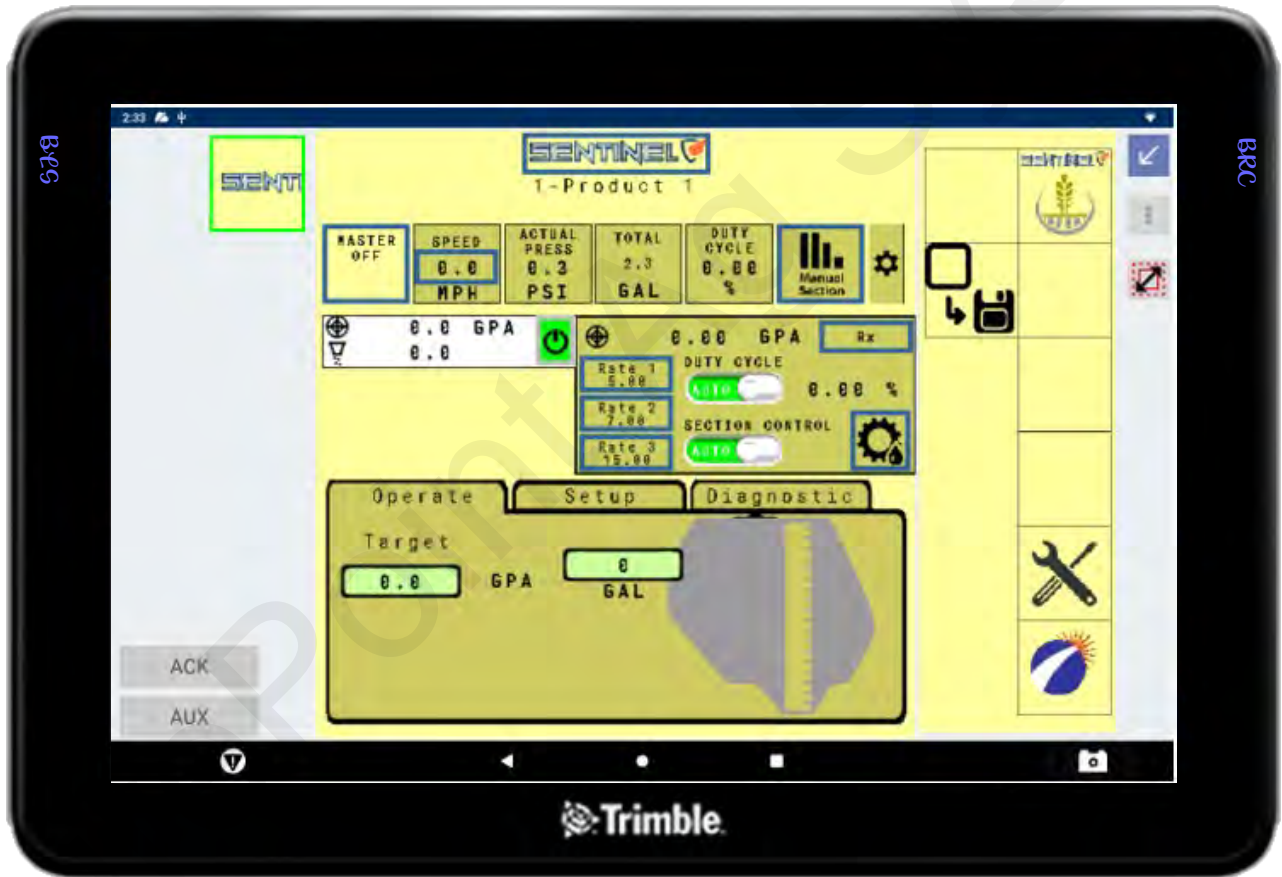 2:33
SENTINEL
1-Product 1
SENTI
MASTER OFF
SPEED
0.0
MPH
ACTUAL PRESS
0.3
PSI
TOTAL
2.3
GAL
DUTY CYCLE
0.00
%
Manual Section
0.0 GPA
0.0
0.00 GPA
Rx
Rate 1
5.00
Rate 2
7.00
Rate 3
15.00
DUTY CYCLE
AUTO
0.00 %
SECTION CONTROL
AUTO
Operate
Setup
Diagnostic
Target
0.0 GPA
0
GAL
SENTINEL
ACK
AUX
Trimble